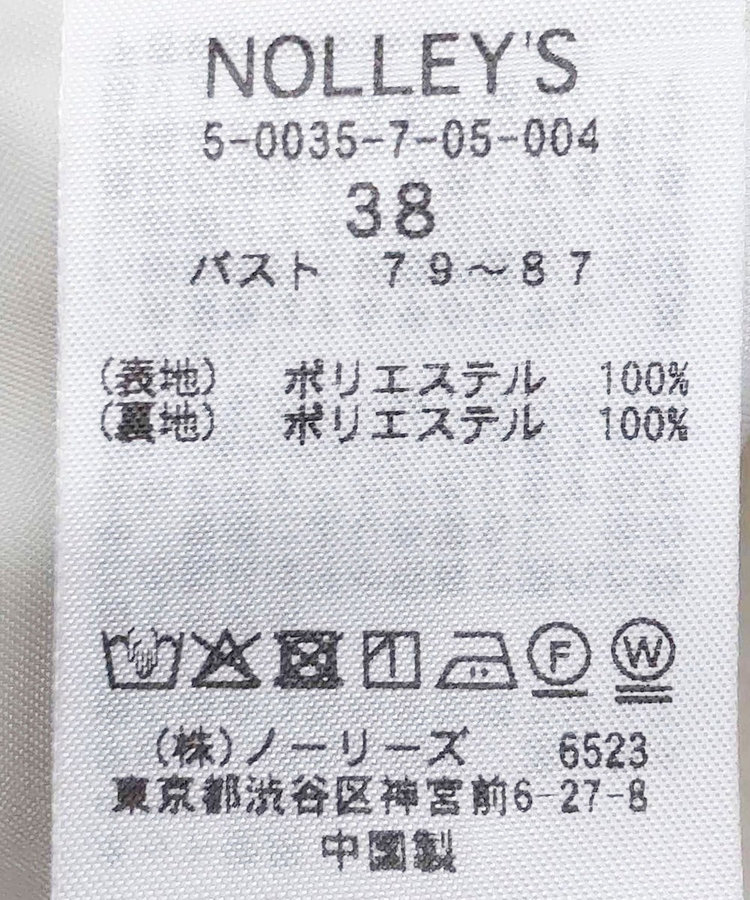 NOLLEY'S
5-0035-7-05-004
38
バスト 79～87
(表地) ポリエステル 100%
(裏地) ポリエステル 100%
F W
(株)ノーリーズ 6523
東京都渋谷区神宮前6-27-8
中国製